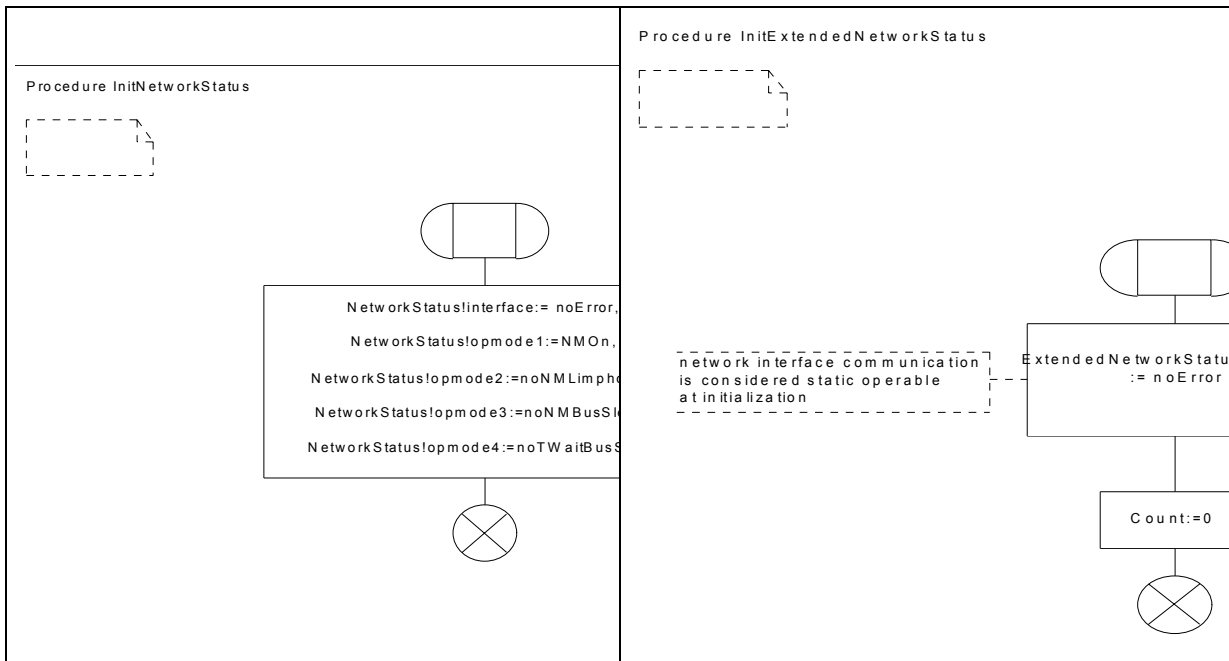 Procedure InitNetworkStatus
NetworkStatus!interface:= noError,
NetworkStatus!opmode1:=NMOn,
NetworkStatus!opmode2:=noNMLimpho
NetworkStatus!opmode3:=noNMBusSl
NetworkStatus!opmode4:=noTWaitBusS
Procedure InitExtendedNetworkStatus
network interface communication
is considered static operable
at initialization
ExtendedNetworkStatu
:= noError
Count:=0